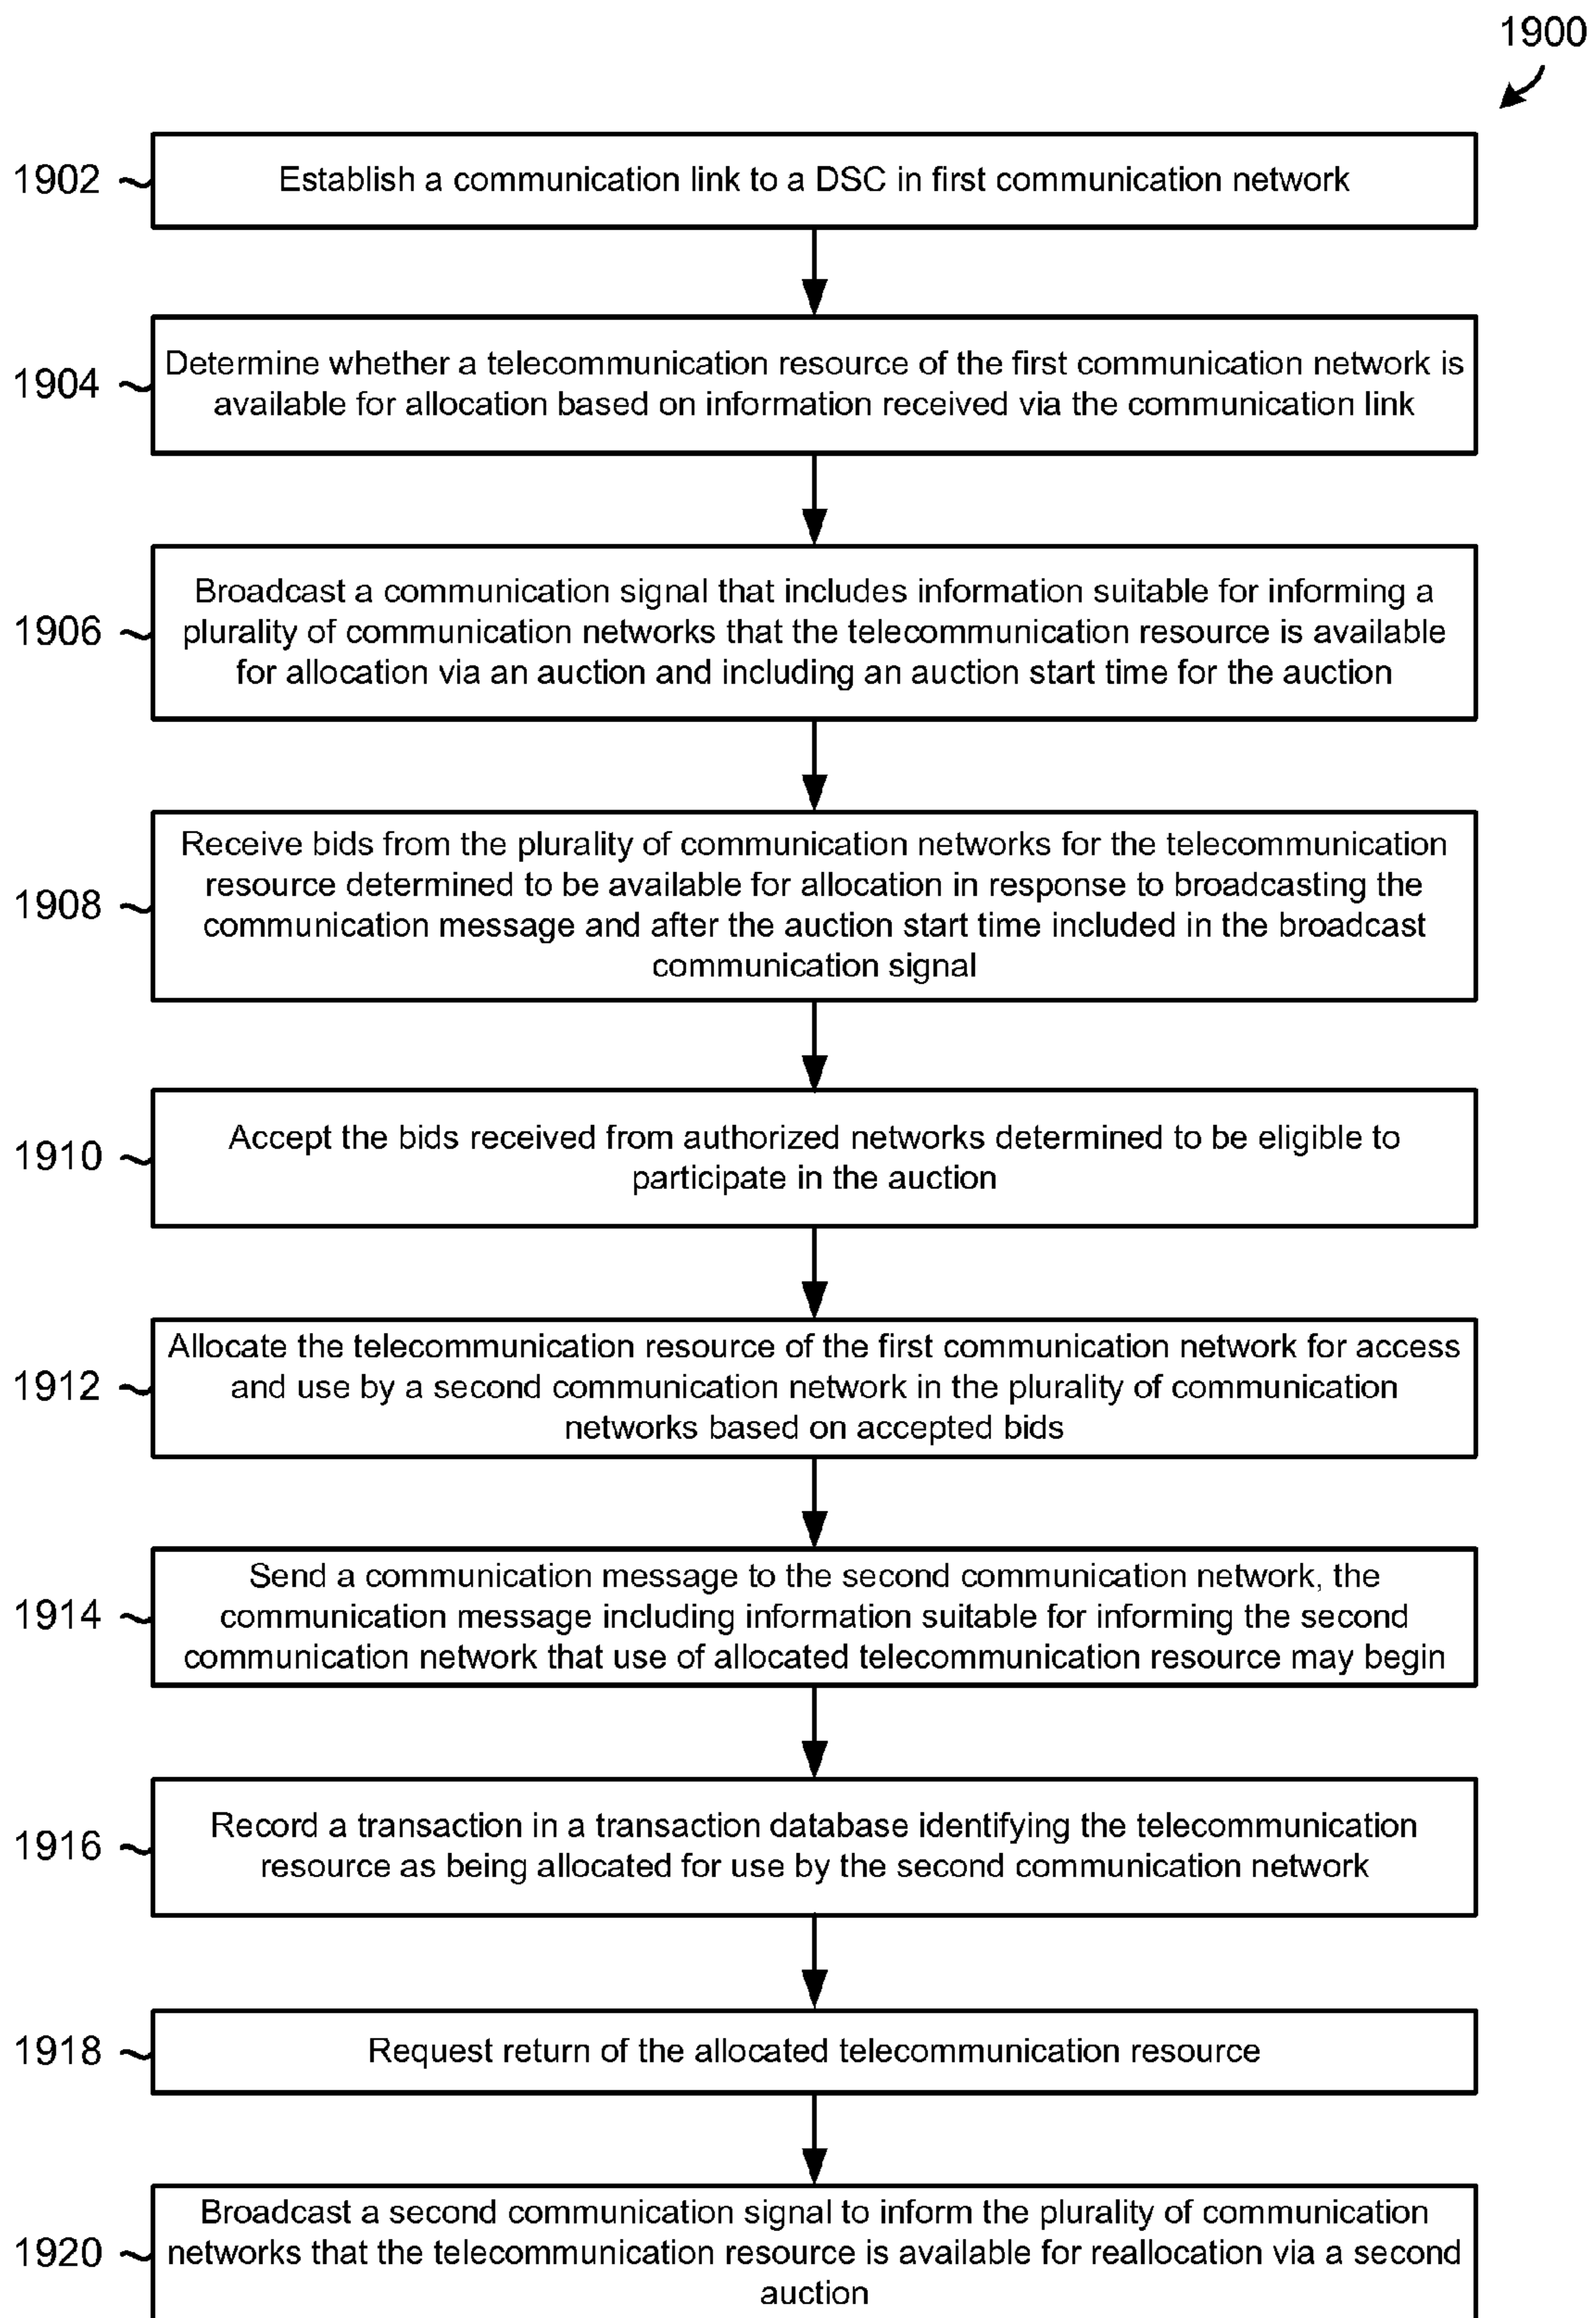 1900
1902
Establish a communication link to a DSC in first communication network
1904
Determine whether a telecommunication resource of the first communication network is
available for allocation based on information received via the communication link
1906
Broadcast a communication signal that includes information suitable for informing a
plurality of communication networks that the telecommunication resource is available
for allocation via an auction and including an auction start time for the auction
1908
Receive bids from the plurality of communication networks for the telecommunication
resource determined to be available for allocation in response to broadcasting the
communication message and after the auction start time included in the broadcast
communication signal
1910
Accept the bids received from authorized networks determined to be eligible to
participate in the auction
1912
Allocate the telecommunication resource of the first communication network for access
and use by a second communication network in the plurality of communication
networks based on accepted bids
1914
Send a communication message to the second communication network, the
communication message including information suitable for informing the second
communication network that use of allocated telecommunication resource may begin
1916
Record a transaction in a transaction database identifying the telecommunication
resource as being allocated for use by the second communication network
1918
Request return of the allocated telecommunication resource
1920
Broadcast a second communication signal to inform the plurality of communication
networks that the telecommunication resource is available for reallocation via a second
auction